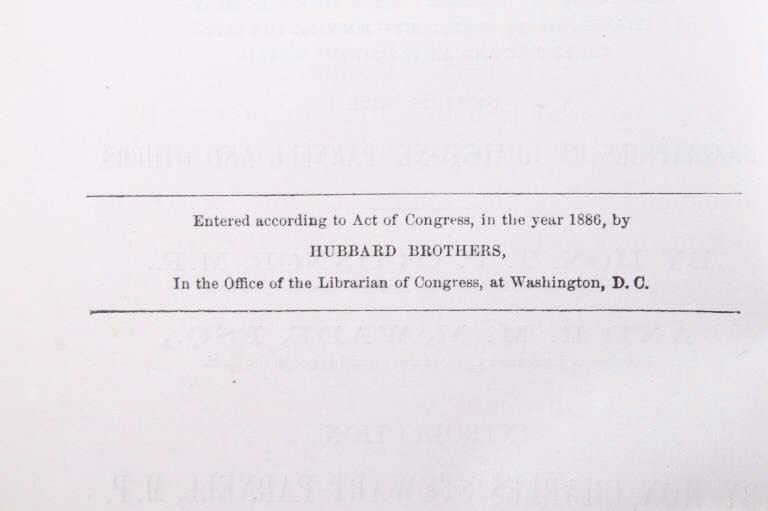 Entered according to Act of Congress, in the year 1886, by
HUBBARD BROTHERS,
In the Office of the Librarian of Congress, at Washington, D. C.